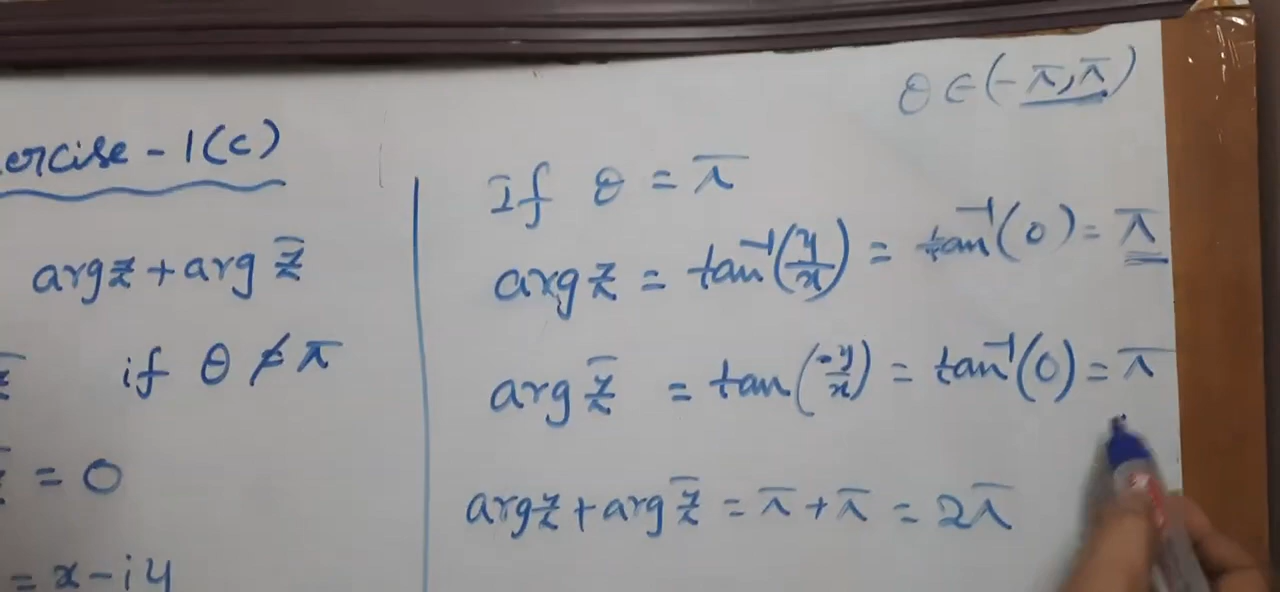 ercise - 1(c)
arg z + arg z̅
if θ ≠ π
= 0
= x - iy
θ ∈ (-π, π)
If θ = π
arg z = tan⁻¹(y/x) = tan⁻¹(0) = π
arg z̅ = tan(-y/x) = tan⁻¹(0) = π
arg z + arg z̅ = π + π = 2π